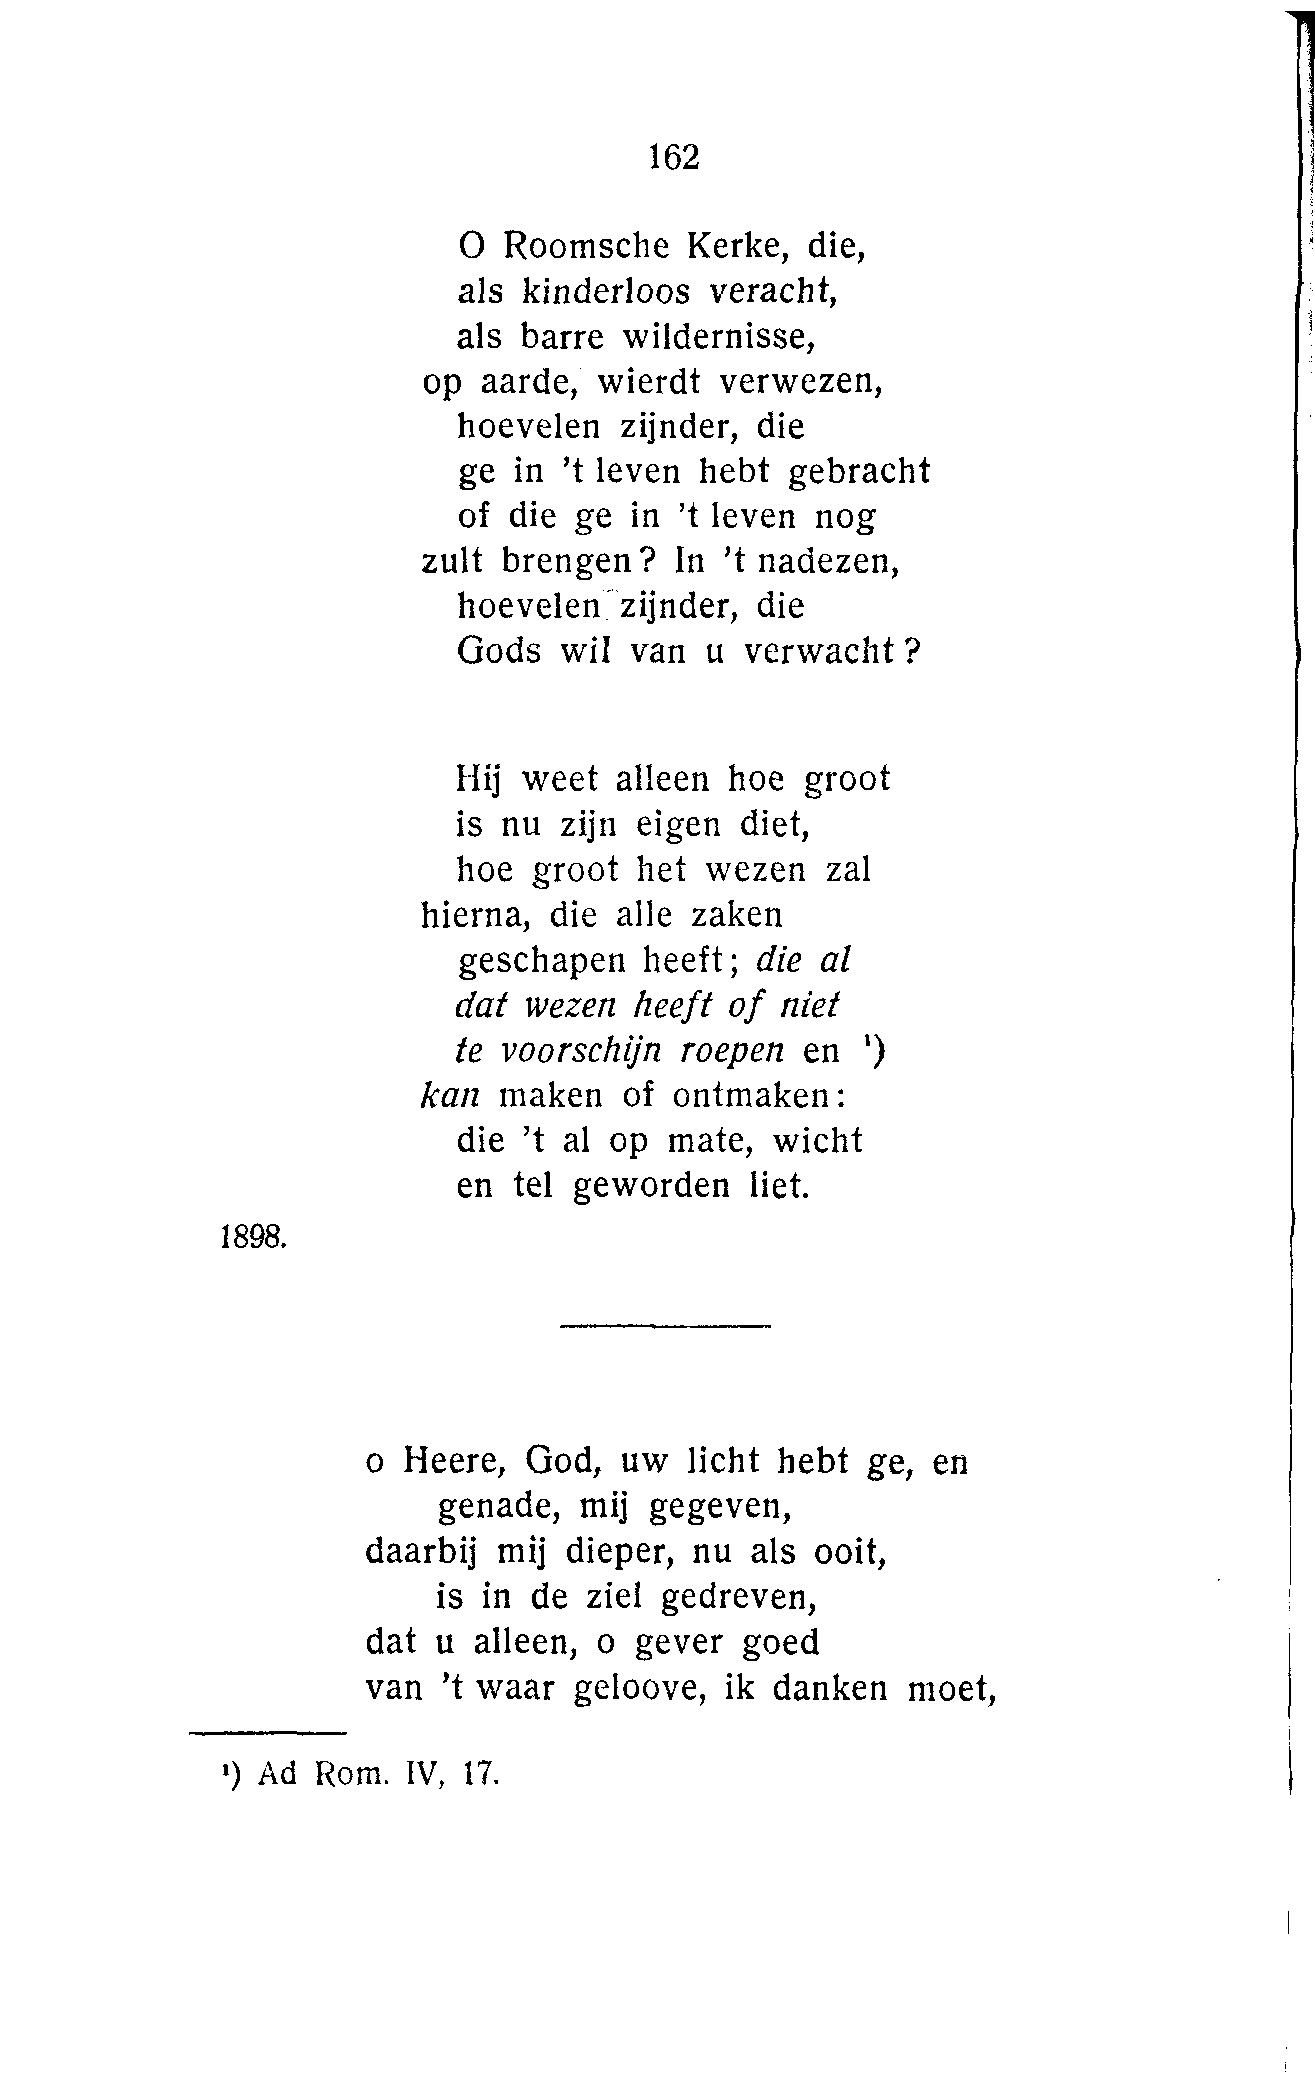 162
O Roomsche Kerke, die,
als kinderloos veracht,
als barre wildernisse,
op aarde, wierdt verwezen,
hoevelen zijnder, die
ge in 't leven hebt gebracht
of die ge in 't leven nog
zult brengen? In 't nadezen,
hoevelen zijnder, die
Gods wil van u verwacht?
Hij weet alleen hoe groot
is nu zijn eigen diet,
hoe groot het wezen zal
hierna, die alle zaken
geschapen heeft; die al
dat wezen heeft of niet
te voorschijn roepen en ¹)
kan maken of ontmaken:
die 't al op mate, wicht
en tel geworden liet.
1898.
o Heere, God, uw licht hebt ge, en
genade, mij gegeven,
daarbij mij dieper, nu als ooit,
is in de ziel gedreven,
dat u alleen, o gever goed
van 't waar geloove, ik danken moet,
¹) Ad Rom. IV, 17.